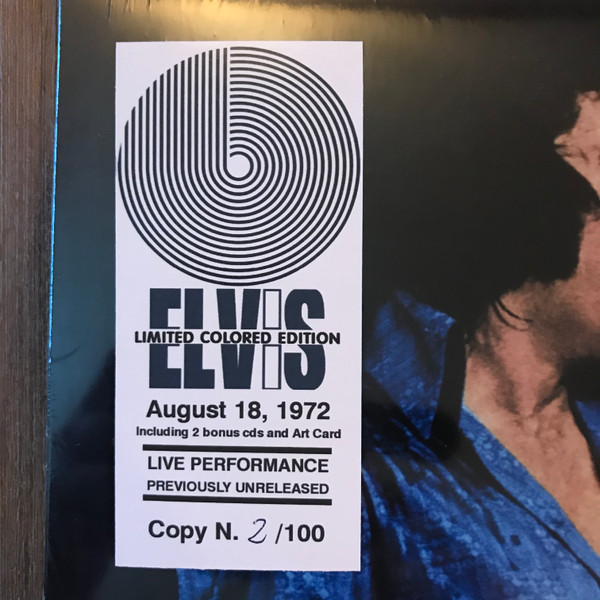 ELVIS
LIMITED COLORED EDITION
August 18, 1972
Including 2 bonus cds and Art Card
LIVE PERFORMANCE
PREVIOUSLY UNRELEASED
Copy N. 2 /100